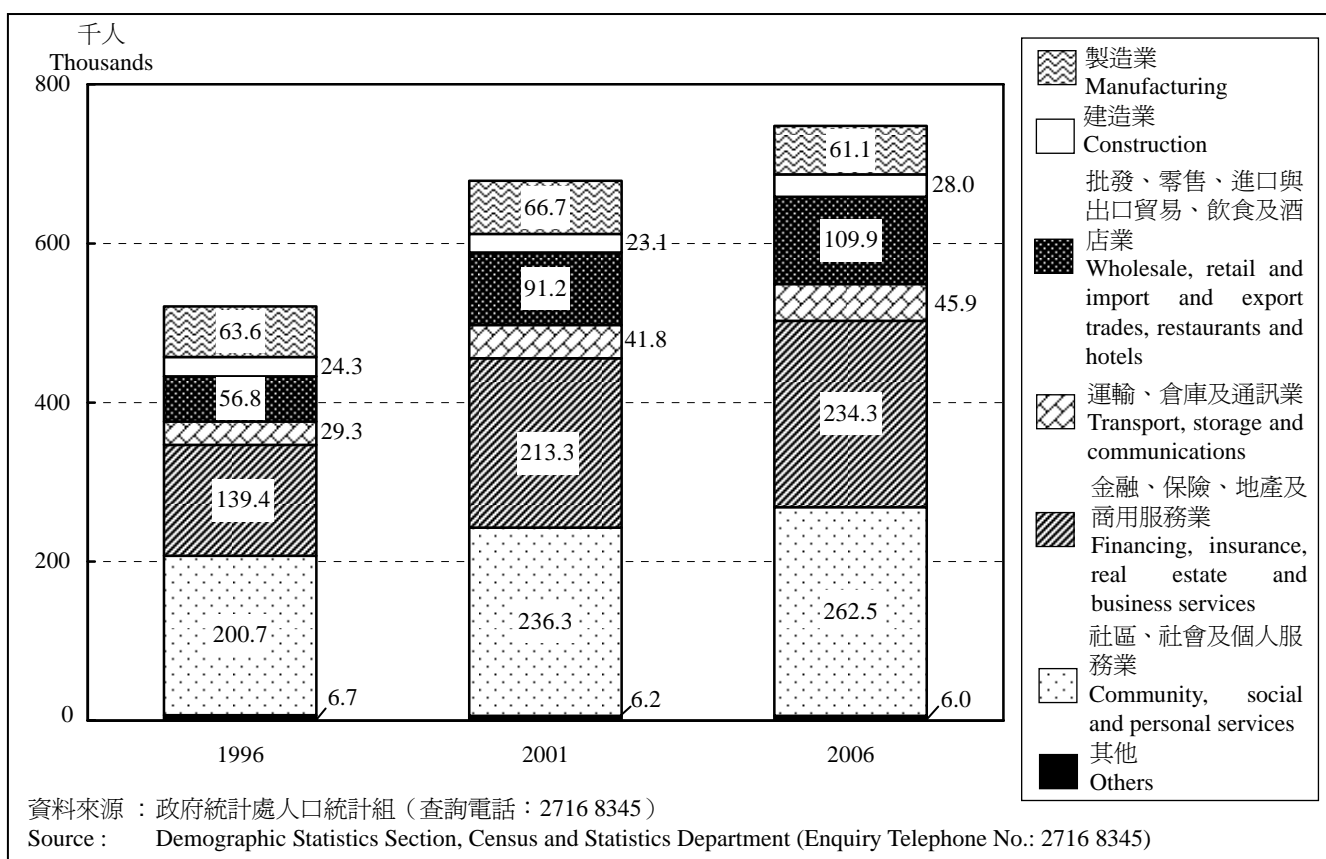 千人
Thousands
800
600
400
200
0
63.6
24.3
56.8
29.3
139.4
200.7
6.7
66.7
23.1
91.2
41.8
213.3
236.3
6.2
61.1
28.0
109.9
45.9
234.3
262.5
6.0
1996
2001
2006
製造業
Manufacturing
建造業
Construction
批發、零售、進口與
出口貿易、飲食及酒
店業
Wholesale, retail and
import and export
trades, restaurants and
hotels
運輸、倉庫及通訊業
Transport, storage and
communications
金融、保險、地產及
商用服務業
Financing, insurance,
real estate and
business services
社區、社會及個人服
務業
Community, social
and personal services
其他
Others
資料來源 : 政府統計處人口統計組（查詢電話：2716 8345）
Source : Demographic Statistics Section, Census and Statistics Department (Enquiry Telephone No.: 2716 8345)